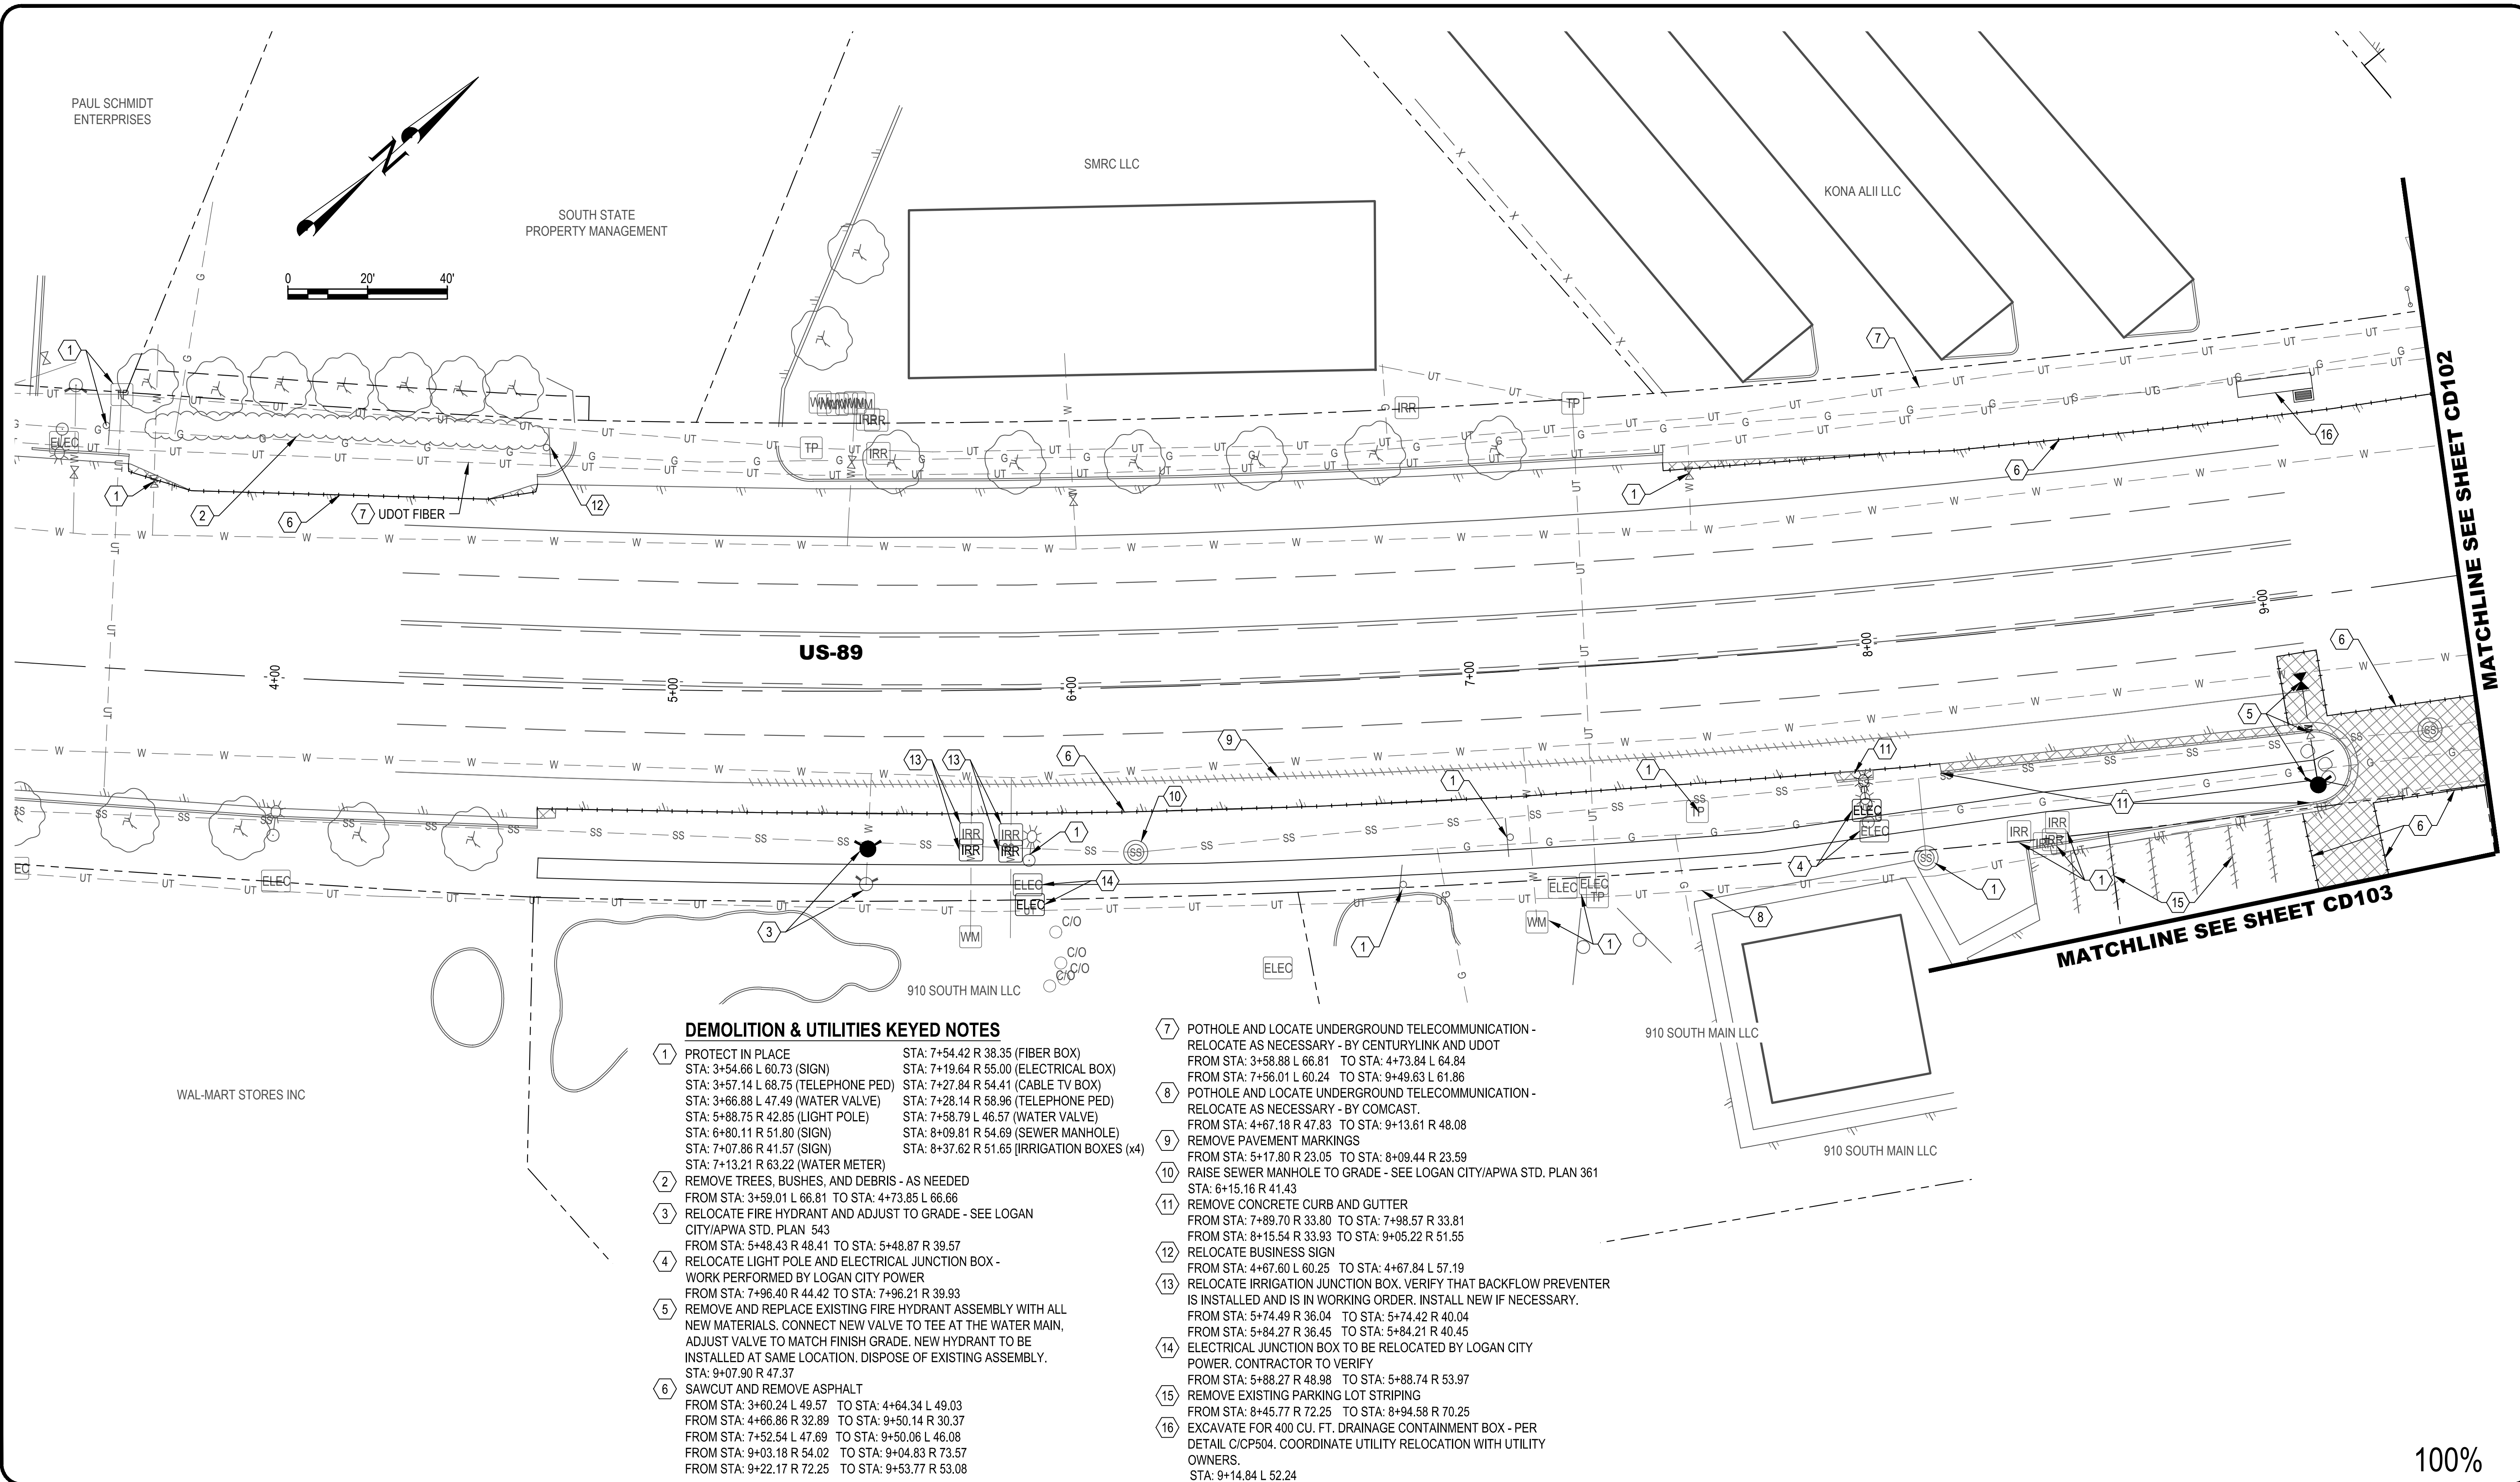 PAUL SCHMIDT
ENTERPRISES
N
0 20' 40'
SOUTH STATE
PROPERTY MANAGEMENT
SMRC LLC
KONA ALII LLC
MATCHLINE SEE SHEET CD102
7 UDOT FIBER
US-89
4+00
5+00
6+00
7+00
8+00
9+00
MATCHLINE SEE SHEET CD103
C/O
C/O
C/O
C/O
910 SOUTH MAIN LLC
910 SOUTH MAIN LLC
910 SOUTH MAIN LLC
WAL-MART STORES INC
DEMOLITION & UTILITIES KEYED NOTES
1 PROTECT IN PLACE
STA: 3+54.66 L 60.73 (SIGN)
STA: 3+57.14 L 68.75 (TELEPHONE PED)
STA: 3+66.88 L 47.49 (WATER VALVE)
STA: 5+88.75 R 42.85 (LIGHT POLE)
STA: 6+80.11 R 51.80 (SIGN)
STA: 7+07.86 R 41.57 (SIGN)
STA: 7+13.21 R 63.22 (WATER METER)
STA: 7+54.42 R 38.35 (FIBER BOX)
STA: 7+19.64 R 55.00 (ELECTRICAL BOX)
STA: 7+27.84 R 54.41 (CABLE TV BOX)
STA: 7+28.14 R 58.96 (TELEPHONE PED)
STA: 7+58.79 L 46.57 (WATER VALVE)
STA: 8+09.81 R 54.69 (SEWER MANHOLE)
STA: 8+37.62 R 51.65 [IRRIGATION BOXES (x4)
2 REMOVE TREES, BUSHES, AND DEBRIS - AS NEEDED
FROM STA: 3+59.01 L 66.81 TO STA: 4+73.85 L 66.66
3 RELOCATE FIRE HYDRANT AND ADJUST TO GRADE - SEE LOGAN
CITY/APWA STD. PLAN 543
FROM STA: 5+48.43 R 48.41 TO STA: 5+48.87 R 39.57
4 RELOCATE LIGHT POLE AND ELECTRICAL JUNCTION BOX -
WORK PERFORMED BY LOGAN CITY POWER
FROM STA: 7+96.40 R 44.42 TO STA: 7+96.21 R 39.93
5 REMOVE AND REPLACE EXISTING FIRE HYDRANT ASSEMBLY WITH ALL
NEW MATERIALS. CONNECT NEW VALVE TO TEE AT THE WATER MAIN,
ADJUST VALVE TO MATCH FINISH GRADE. NEW HYDRANT TO BE
INSTALLED AT SAME LOCATION. DISPOSE OF EXISTING ASSEMBLY.
STA: 9+07.90 R 47.37
6 SAWCUT AND REMOVE ASPHALT
FROM STA: 3+60.24 L 49.57 TO STA: 4+64.34 L 49.03
FROM STA: 4+66.86 R 32.89 TO STA: 9+50.14 R 30.37
FROM STA: 7+52.54 L 47.69 TO STA: 9+50.06 L 46.08
FROM STA: 9+03.18 R 54.02 TO STA: 9+04.83 R 73.57
FROM STA: 9+22.17 R 72.25 TO STA: 9+53.77 R 53.08
7 POTHOLE AND LOCATE UNDERGROUND TELECOMMUNICATION -
RELOCATE AS NECESSARY - BY CENTURYLINK AND UDOT
FROM STA: 3+58.88 L 66.81 TO STA: 4+73.84 L 64.84
FROM STA: 7+56.01 L 60.24 TO STA: 9+49.63 L 61.86
8 POTHOLE AND LOCATE UNDERGROUND TELECOMMUNICATION -
RELOCATE AS NECESSARY - BY COMCAST.
FROM STA: 4+67.18 R 47.83 TO STA: 9+13.61 R 48.08
9 REMOVE PAVEMENT MARKINGS
FROM STA: 5+17.80 R 23.05 TO STA: 8+09.44 R 23.59
10 RAISE SEWER MANHOLE TO GRADE - SEE LOGAN CITY/APWA STD. PLAN 361
STA: 6+15.16 R 41.43
11 REMOVE CONCRETE CURB AND GUTTER
FROM STA: 7+89.70 R 33.80 TO STA: 7+98.57 R 33.81
FROM STA: 8+15.54 R 33.93 TO STA: 9+05.22 R 51.55
12 RELOCATE BUSINESS SIGN
FROM STA: 4+67.60 L 60.25 TO STA: 4+67.84 L 57.19
13 RELOCATE IRRIGATION JUNCTION BOX. VERIFY THAT BACKFLOW PREVENTER
IS INSTALLED AND IS IN WORKING ORDER. INSTALL NEW IF NECESSARY.
FROM STA: 5+74.49 R 36.04 TO STA: 5+74.42 R 40.04
FROM STA: 5+84.27 R 36.45 TO STA: 5+84.21 R 40.45
14 ELECTRICAL JUNCTION BOX TO BE RELOCATED BY LOGAN CITY
POWER. CONTRACTOR TO VERIFY
FROM STA: 5+88.27 R 48.98 TO STA: 5+88.74 R 53.97
15 REMOVE EXISTING PARKING LOT STRIPING
FROM STA: 8+45.77 R 72.25 TO STA: 8+94.58 R 70.25
16 EXCAVATE FOR 400 CU. FT. DRAINAGE CONTAINMENT BOX - PER
DETAIL C/CP504. COORDINATE UTILITY RELOCATION WITH UTILITY
OWNERS.
STA: 9+14.84 L 52.24
100%